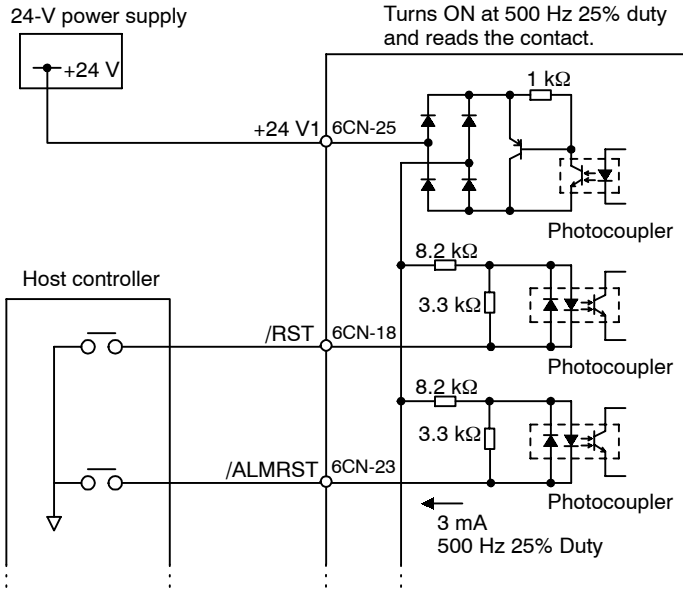 24-V power supply
Turns ON at 500 Hz 25% duty
and reads the contact.
+24 V
1 kΩ
+24 V1 6CN-25
Photocoupler
8.2 kΩ
Host controller
3.3 kΩ
/RST 6CN-18
Photocoupler
8.2 kΩ
3.3 kΩ
/ALMRST 6CN-23
Photocoupler
3 mA
500 Hz 25% Duty